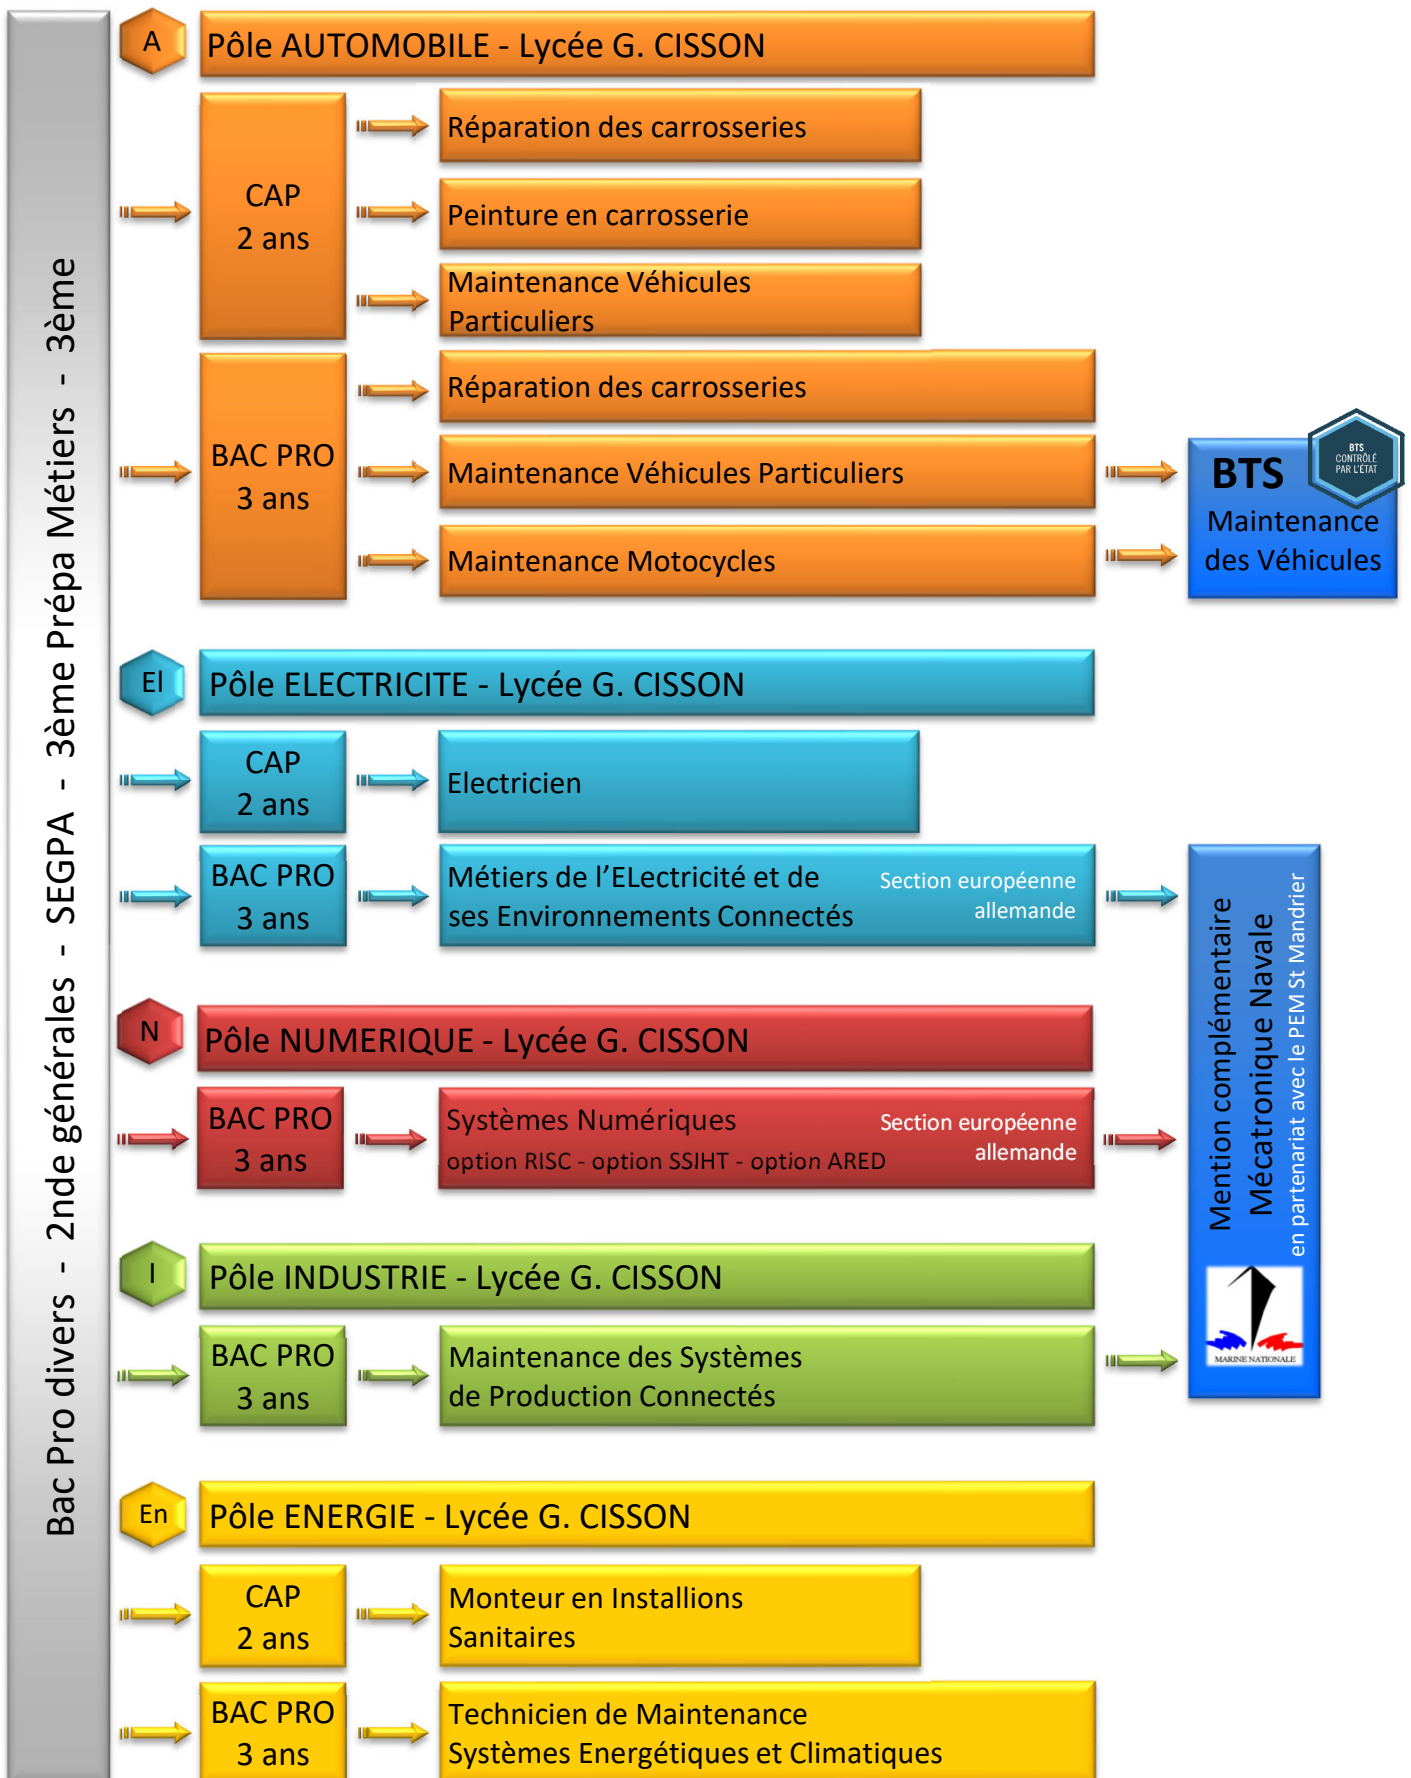 Bac Pro divers - 2nde générales - SEGPA - 3ème Prépa Métiers - 3ème
A
Pôle AUTOMOBILE - Lycée G. CISSON
CAP
2 ans
Réparation des carrosseries
Peinture en carrosserie
Maintenance Véhicules
Particuliers
BAC PRO
3 ans
Réparation des carrosseries
Maintenance Véhicules Particuliers
Maintenance Motocycles
BTS
BTS
CONTRÔLÉ
PAR L'ÉTAT
Maintenance
des Véhicules
El
Pôle ELECTRICITE - Lycée G. CISSON
CAP
2 ans
Electricien
BAC PRO
3 ans
Métiers de l’ELectricité et de
ses Environnements Connectés
Section européenne
allemande
N
Pôle NUMERIQUE - Lycée G. CISSON
BAC PRO
3 ans
Systèmes Numériques
option RISC - option SSIHT - option ARED
Section européenne
allemande
Mention complémentaire
Mécatronique Navale
en partenariat avec le PEM St Mandrier
MARINE NATIONALE
I
Pôle INDUSTRIE - Lycée G. CISSON
BAC PRO
3 ans
Maintenance des Systèmes
de Production Connectés
En
Pôle ENERGIE - Lycée G. CISSON
CAP
2 ans
Monteur en Installions
Sanitaires
BAC PRO
3 ans
Technicien de Maintenance
Systèmes Energétiques et Climatiques